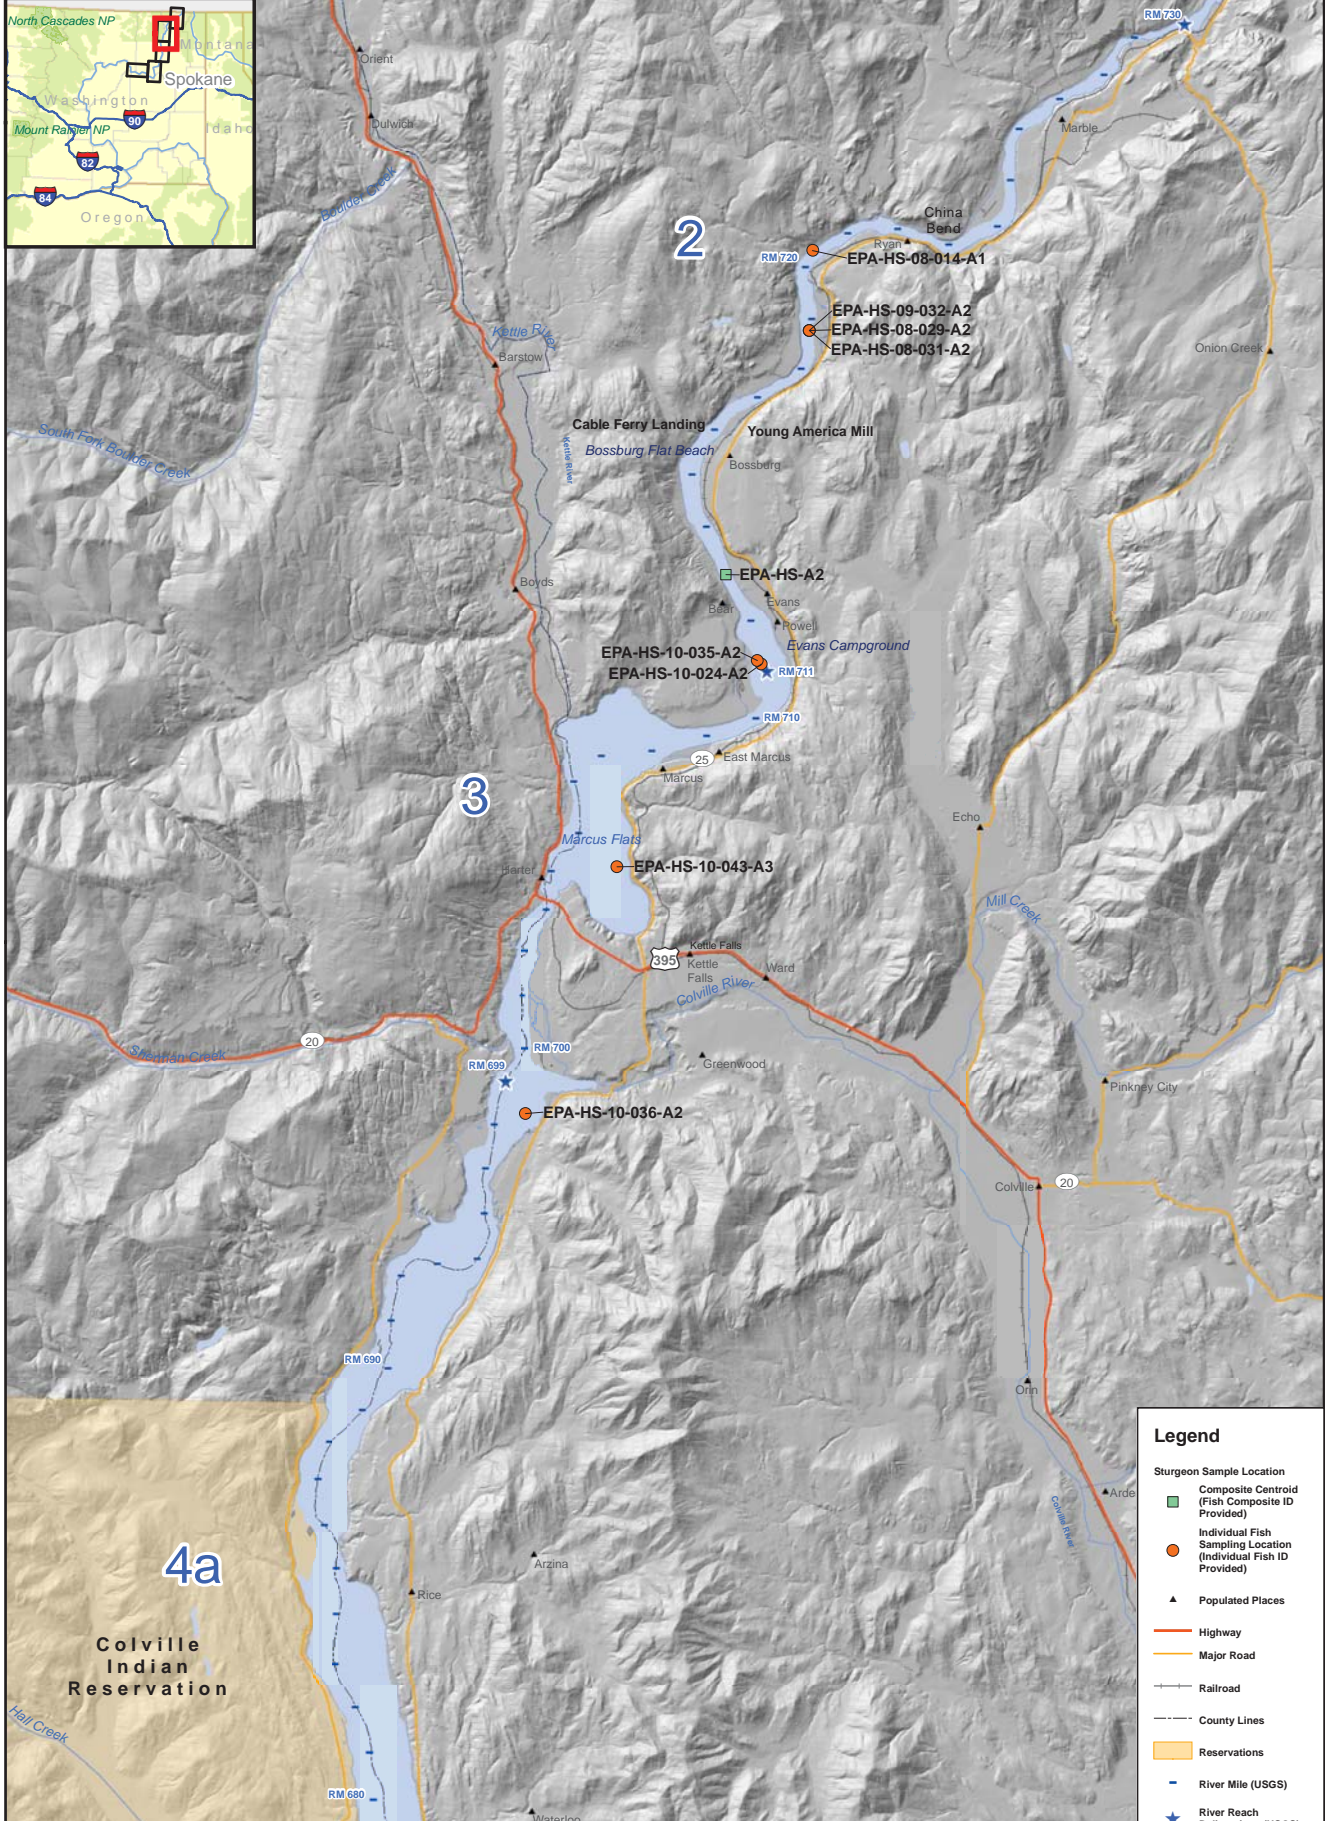 North Cascades NP
Montana
Spokane
Washington
90
Idaho
Mount Rainier NP
82
84
Oregon
RM 730
Orient
Dulwich
Marble
Boulder Creek
China
Bend
2
Ryan
RM 720
EPA-HS-08-014-A1
EPA-HS-09-032-A2
EPA-HS-08-029-A2
EPA-HS-08-031-A2
Kettle River
Barstow
Onion Creek
Cable Ferry Landing
Young America Mill
South Fork Boulder Creek
Kettle River
Bossburg Flat Beach
Bossburg
EPA-HS-A2
Boyds
Bear
Evans
Powell
Evans Campground
EPA-HS-10-035-A2
EPA-HS-10-024-A2
RM 711
RM 710
25
East Marcus
Marcus
3
Echo
Marcus Flats
Harter
EPA-HS-10-043-A3
Mill Creek
Kettle Falls
395
Kettle
Falls
Ward
Colville River
20
Sherman Creek
RM 700
RM 699
Greenwood
Pinkney City
EPA-HS-10-036-A2
Colville
20
RM 690
Orin
Legend
Sturgeon Sample Location
Composite Centroid
(Fish Composite ID
Provided)
Individual Fish
Sampling Location
(Individual Fish ID
Provided)
Populated Places
Highway
Major Road
Railroad
County Lines
Reservations
River Mile (USGS)
River Reach
Arde
Colville River
4a
Arzina
Rice
Colville
Indian
Reservation
Hall Creek
RM 680
Waterloo